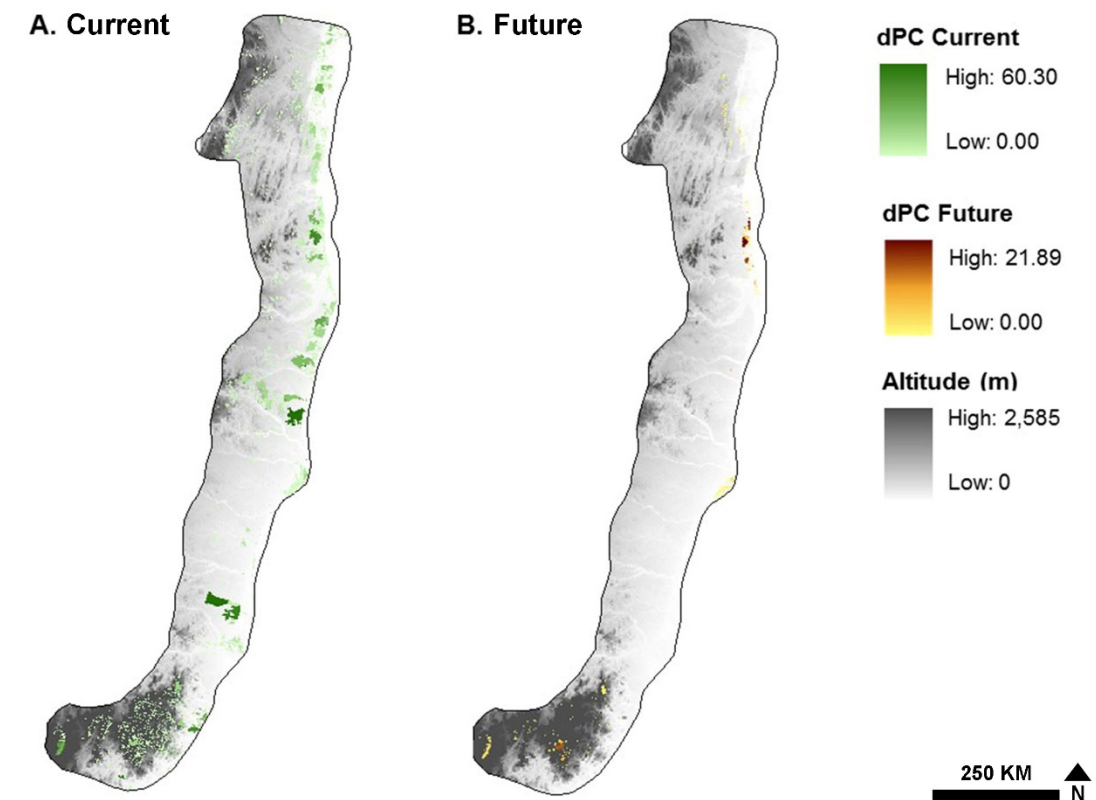 A. Current
B. Future
dPC Current
High: 60.30
Low: 0.00
dPC Future
High: 21.89
Low: 0.00
Altitude (m)
High: 2,585
Low: 0
250 KM
N